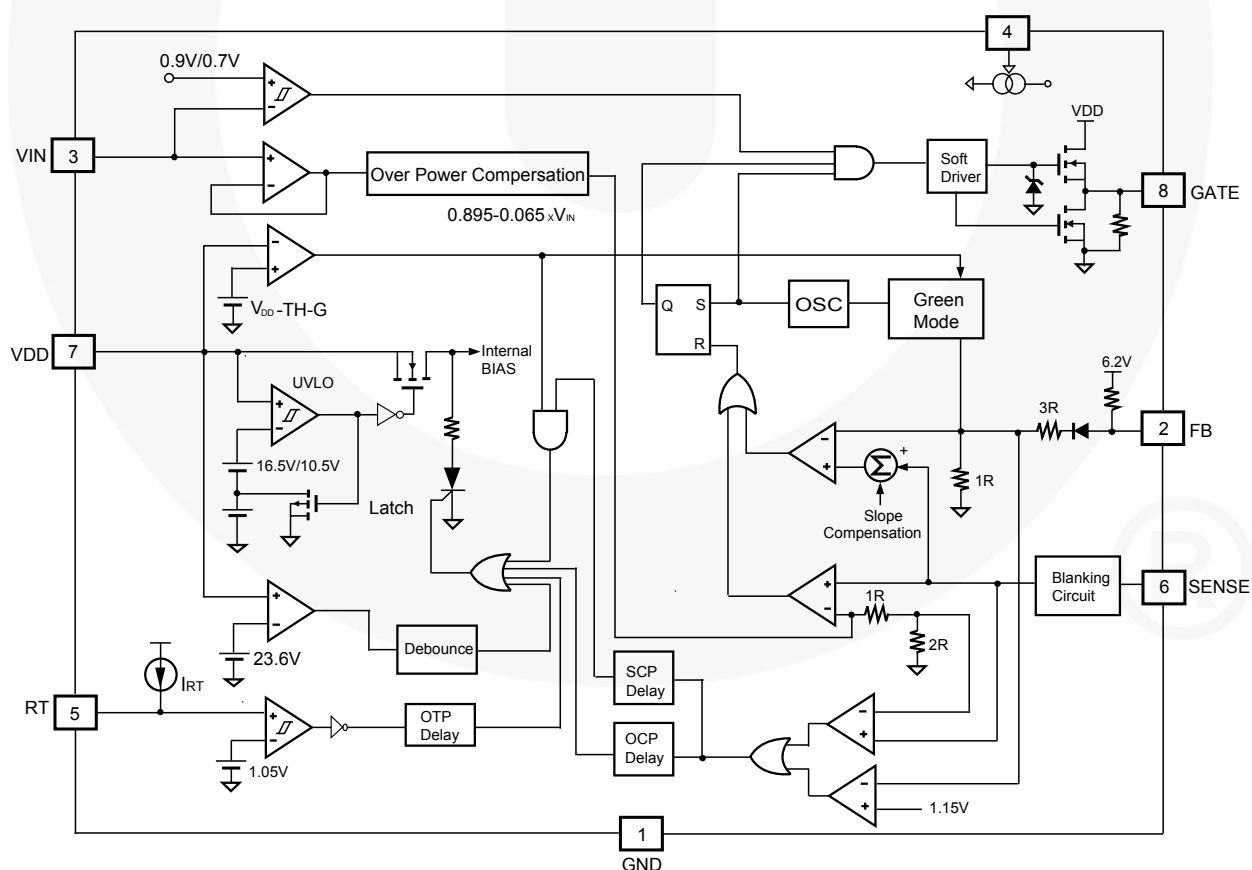 4
0.9V/0.7V
VDD
VIN
3
Over Power Compersation
0.895-0.065 xVIN
Soft
Driver
8
GATE
VDD-TH-G
Q
S
R
OSC
Green
Mode
VDD
7
Internal
BIAS
UVLO
16.5V/10.5V
Latch
6.2V
3R
2
FB
1R
+
Σ
Slope
Compensation
Blanking
Circuit
6
SENSE
1R
2R
23.6V
Debounce
IRT
RT
5
1.05V
OTP
Delay
SCP
Delay
OCP
Delay
1.15V
1
GND
®